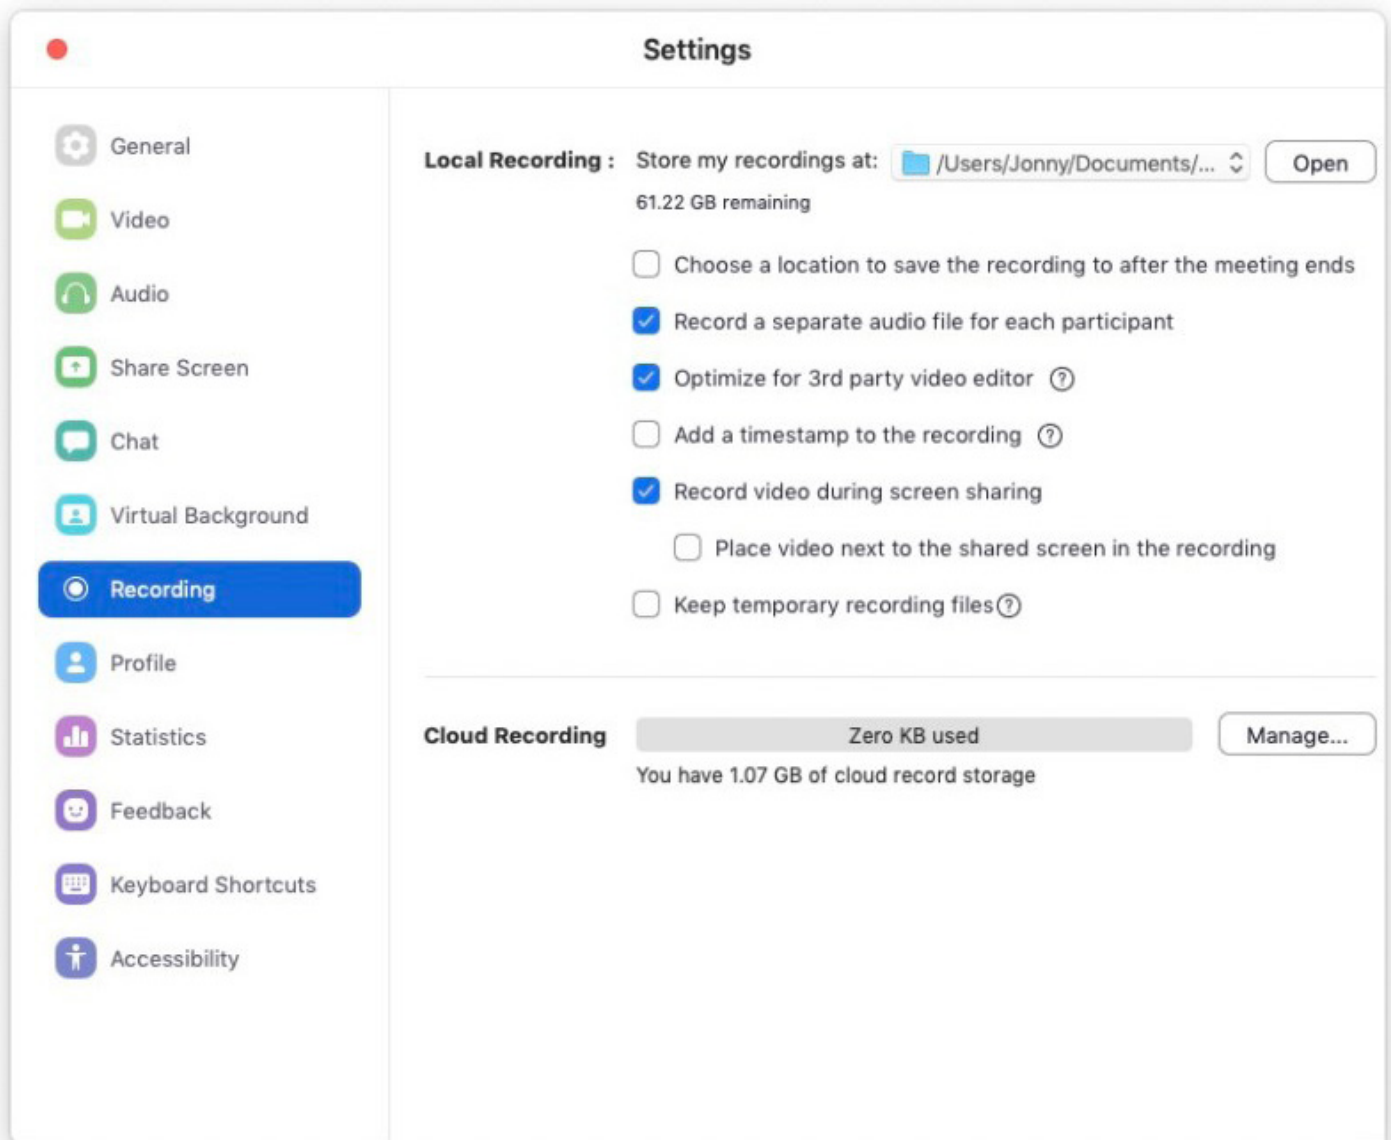 Settings
General
Video
Audio
Share Screen
Chat
Virtual Background
Recording
Profile
Statistics
Feedback
Keyboard Shortcuts
Accessibility
Local Recording : Store my recordings at: /Users/Jonny/Documents/... Open
61.22 GB remaining
Choose a location to save the recording to after the meeting ends
Record a separate audio file for each participant
Optimize for 3rd party video editor ?
Add a timestamp to the recording ?
Record video during screen sharing
Place video next to the shared screen in the recording
Keep temporary recording files ?
Cloud Recording Zero KB used Manage...
You have 1.07 GB of cloud record storage